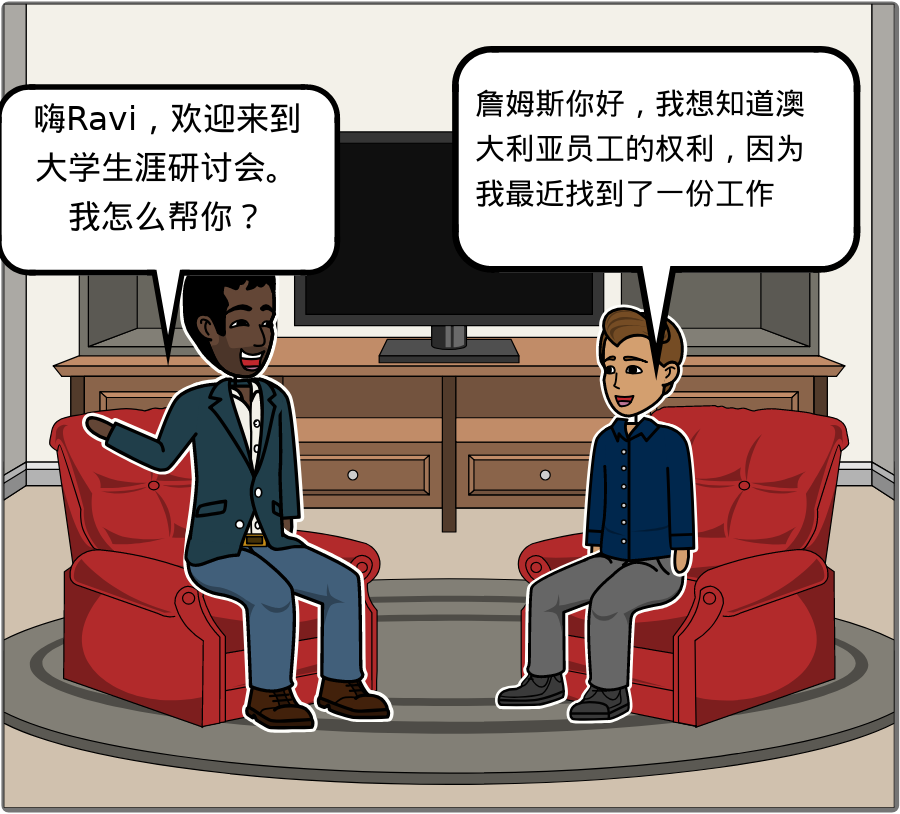 嗨Ravi，欢迎来到
大学生涯研讨会。
我怎么帮你？
詹姆斯你好，我想知道澳
大利亚员工的权利，因为
我最近找到了一份工作